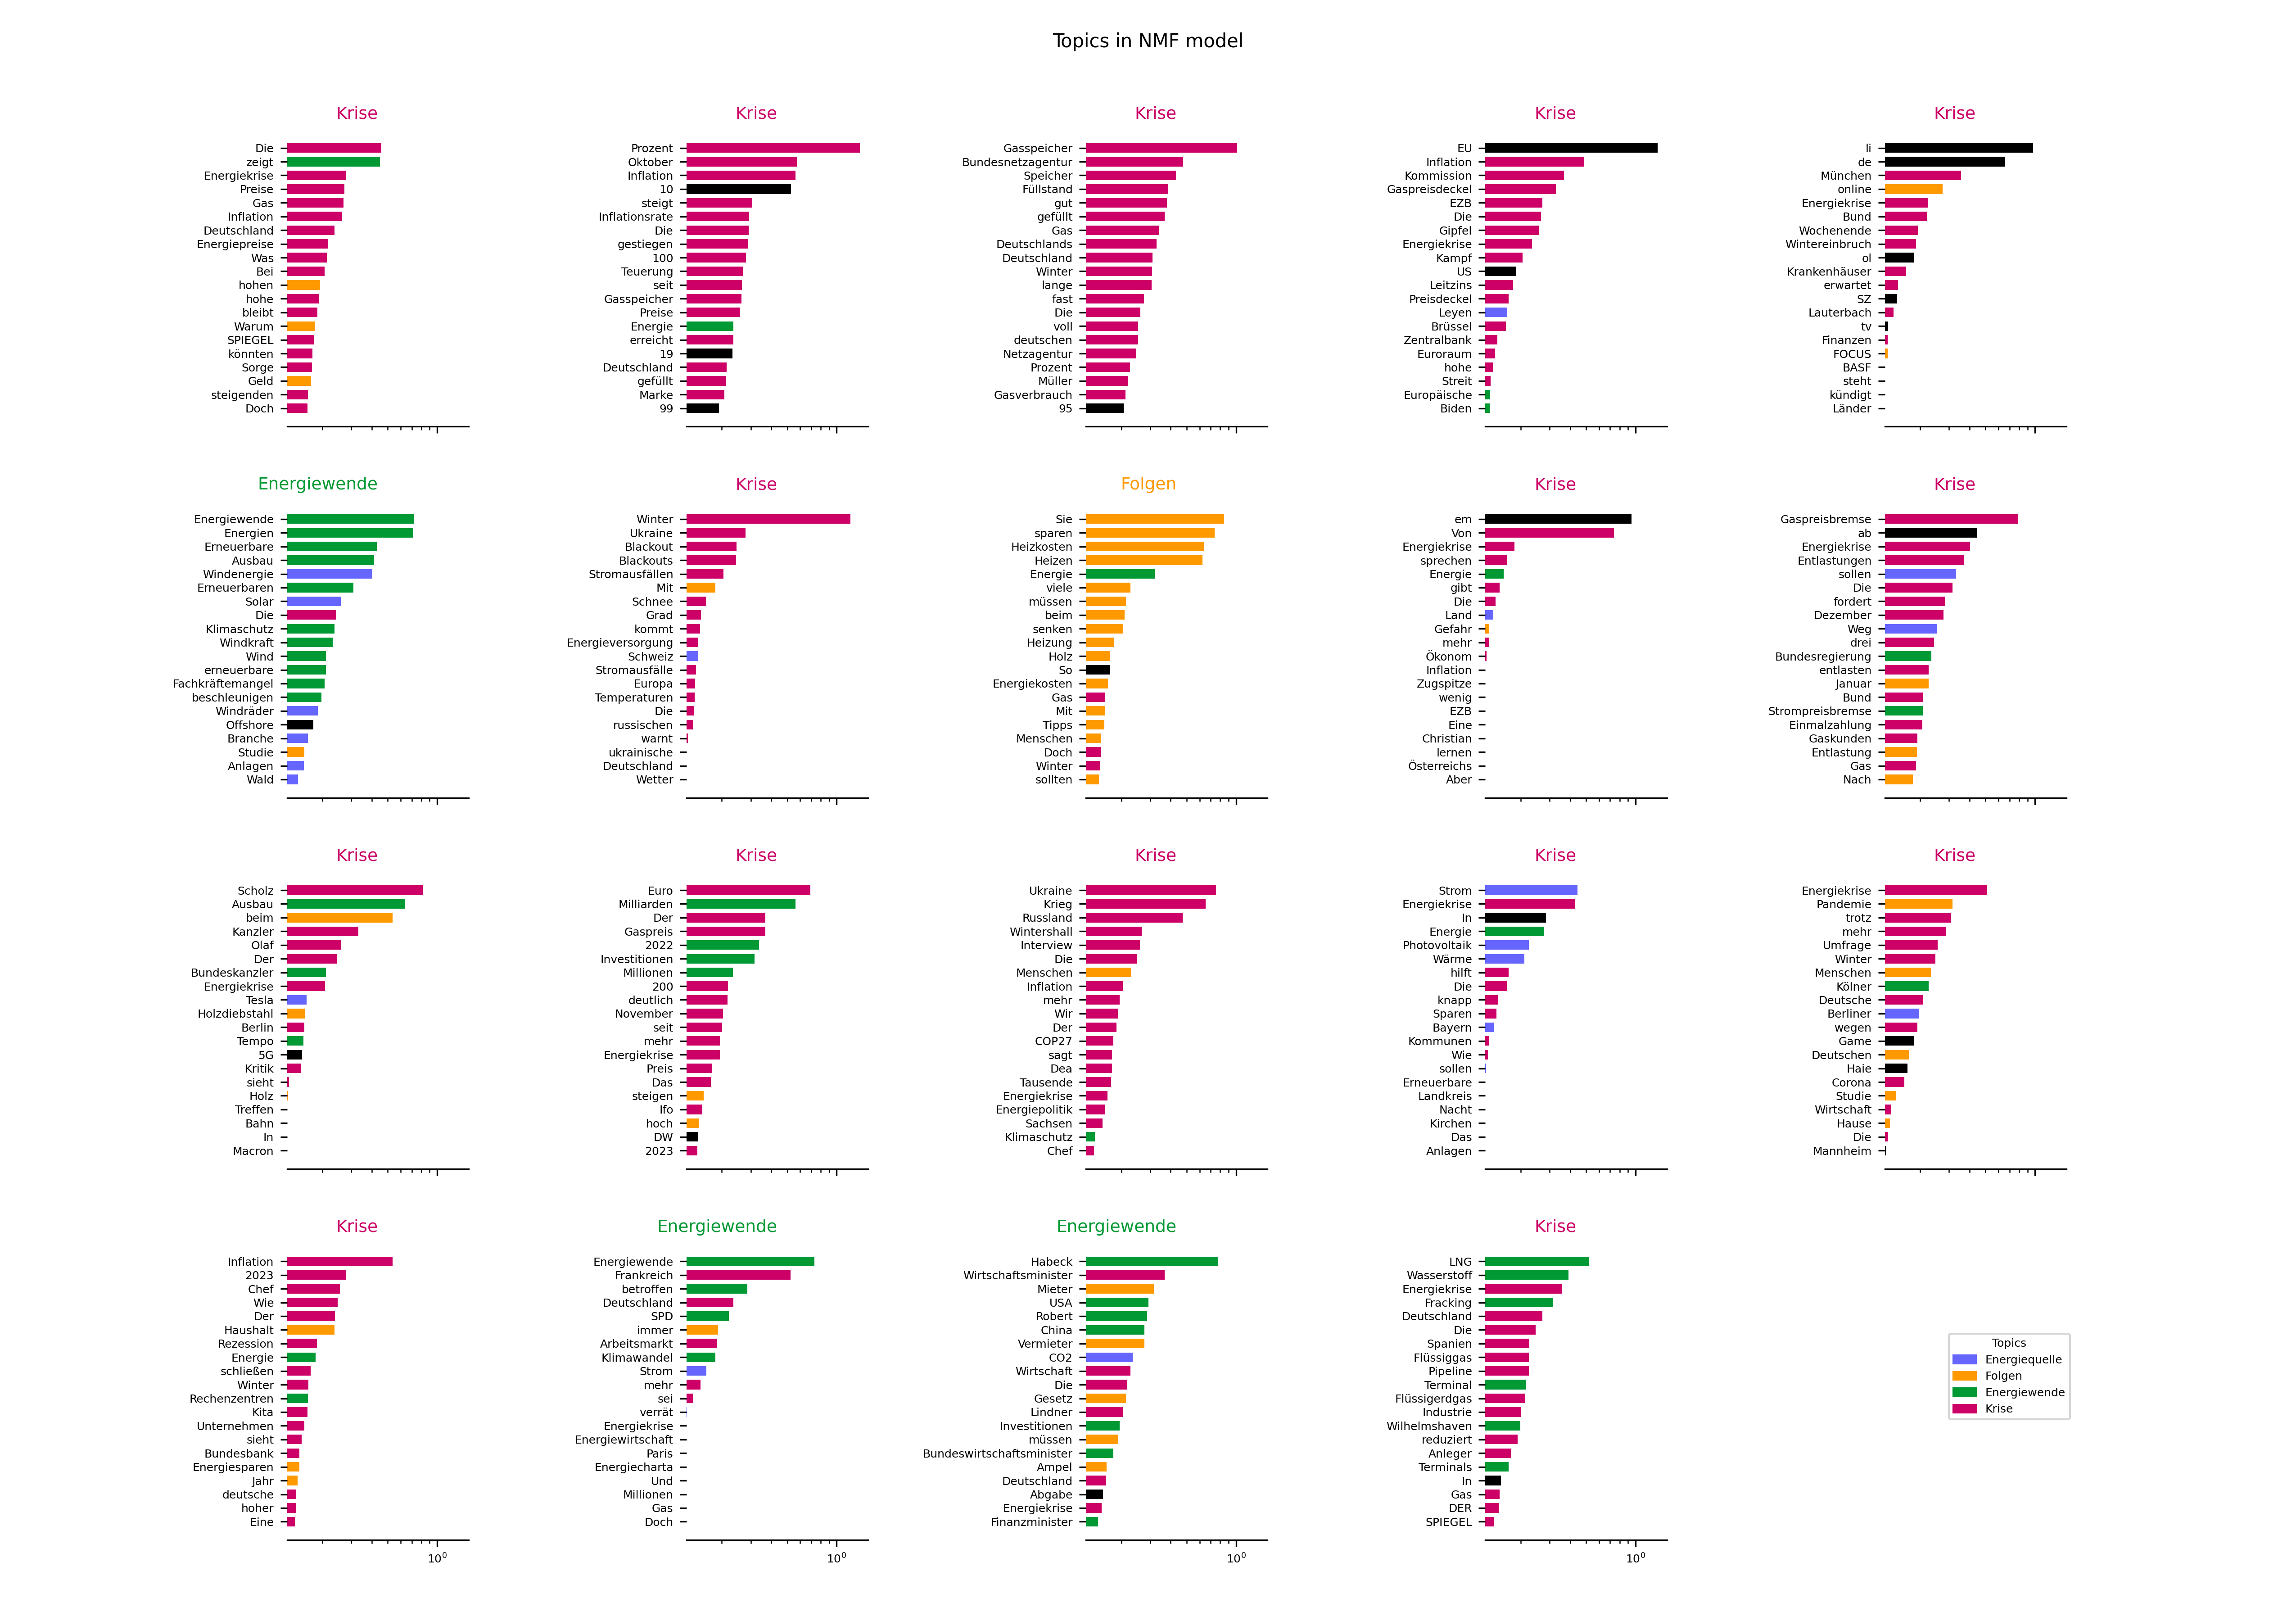 Topics in NMF model
Krise
Die
zeigt
Energiekrise
Preise
Gas
Inflation
Deutschland
Energiepreise
Was
Bei
hohen
hohe
bleibt
Warum
SPIEGEL
könnten
Sorge
Geld
steigenden
Doch
Krise
Prozent
Oktober
Inflation
10
steigt
Inflationsrate
Die
gestiegen
100
Teuerung
seit
Gasspeicher
Preise
Energie
erreicht
19
Deutschland
gefüllt
Marke
99
Krise
Gasspeicher
Bundesnetzagentur
Speicher
Füllstand
gut
gefüllt
Gas
Deutschlands
Deutschland
Winter
lange
fast
Die
voll
deutschen
Netzagentur
Prozent
Müller
Gasverbrauch
95
Krise
EU
Inflation
Kommission
Gaspreisdeckel
EZB
Die
Gipfel
Energiekrise
Kampf
US
Leitzins
Preisdeckel
Leyen
Brüssel
Zentralbank
Euroraum
hohe
Streit
Europäische
Biden
Krise
li
de
München
online
Energiekrise
Bund
Wochenende
Wintereinbruch
ol
Krankenhäuser
erwartet
SZ
Lauterbach
tv
Finanzen
FOCUS
BASF
steht
kündigt
Länder
Energiewende
Energiewende
Energien
Erneuerbare
Ausbau
Windenergie
Erneuerbaren
Solar
Die
Klimaschutz
Windkraft
Wind
erneuerbare
Fachkräftemangel
beschleunigen
Windräder
Offshore
Branche
Studie
Anlagen
Wald
Krise
Winter
Ukraine
Blackout
Blackouts
Stromausfällen
Mit
Schnee
Grad
kommt
Energieversorgung
Schweiz
Stromausfälle
Europa
Temperaturen
Die
russischen
warnt
ukrainische
Deutschland
Wetter
Folgen
Sie
sparen
Heizkosten
Heizen
Energie
viele
müssen
beim
senken
Heizung
Holz
So
Energiekosten
Gas
Mit
Tipps
Menschen
Doch
Winter
sollten
Krise
em
Von
Energiekrise
sprechen
Energie
gibt
Die
Land
Gefahr
mehr
Ökonom
Inflation
Zugspitze
wenig
EZB
Eine
Christian
lernen
Österreichs
Aber
Krise
Gaspreisbremse
ab
Energiekrise
Entlastungen
sollen
Die
fordert
Dezember
Weg
drei
Bundesregierung
entlasten
Januar
Bund
Strompreisbremse
Einmalzahlung
Gaskunden
Entlastung
Gas
Nach
Krise
Scholz
Ausbau
beim
Kanzler
Olaf
Der
Bundeskanzler
Energiekrise
Tesla
Holzdiebstahl
Berlin
Tempo
5G
Kritik
sieht
Holz
Treffen
Bahn
In
Macron
Krise
Euro
Milliarden
Der
Gaspreis
2022
Investitionen
Millionen
200
deutlich
November
seit
mehr
Energiekrise
Preis
Das
steigen
Ifo
hoch
DW
2023
Krise
Ukraine
Krieg
Russland
Wintershall
Interview
Die
Menschen
Inflation
mehr
Wir
Der
COP27
sagt
Dea
Tausende
Energiekrise
Energiepolitik
Sachsen
Klimaschutz
Chef
Krise
Strom
Energiekrise
In
Energie
Photovoltaik
Wärme
hilft
Die
knapp
Sparen
Bayern
Kommunen
Wie
sollen
Erneuerbare
Landkreis
Nacht
Kirchen
Das
Anlagen
Krise
Energiekrise
Pandemie
trotz
mehr
Umfrage
Winter
Menschen
Kölner
Deutsche
Berliner
wegen
Game
Deutschen
Haie
Corona
Studie
Wirtschaft
Hause
Die
Mannheim
Krise
Inflation
2023
Chef
Wie
Der
Haushalt
Rezession
Energie
schließen
Winter
Rechenzentren
Kita
Unternehmen
sieht
Bundesbank
Energiesparen
Jahr
deutsche
hoher
Eine
10⁰
Energiewende
Energiewende
Frankreich
betroffen
Deutschland
SPD
immer
Arbeitsmarkt
Klimawandel
Strom
mehr
sei
verrät
Energiekrise
Energiewirtschaft
Paris
Energiecharta
Und
Millionen
Gas
Doch
10⁰
Energiewende
Habeck
Wirtschaftsminister
Mieter
USA
Robert
China
Vermieter
CO2
Wirtschaft
Die
Gesetz
Lindner
Investitionen
müssen
Bundeswirtschaftsminister
Ampel
Deutschland
Abgabe
Energiekrise
Finanzminister
10⁰
Krise
LNG
Wasserstoff
Energiekrise
Fracking
Deutschland
Die
Spanien
Flüssiggas
Pipeline
Terminal
Flüssigerdgas
Industrie
Wilhelmshaven
reduziert
Anleger
Terminals
In
Gas
DER
SPIEGEL
10⁰
Topics
Energiequelle
Folgen
Energiewende
Krise